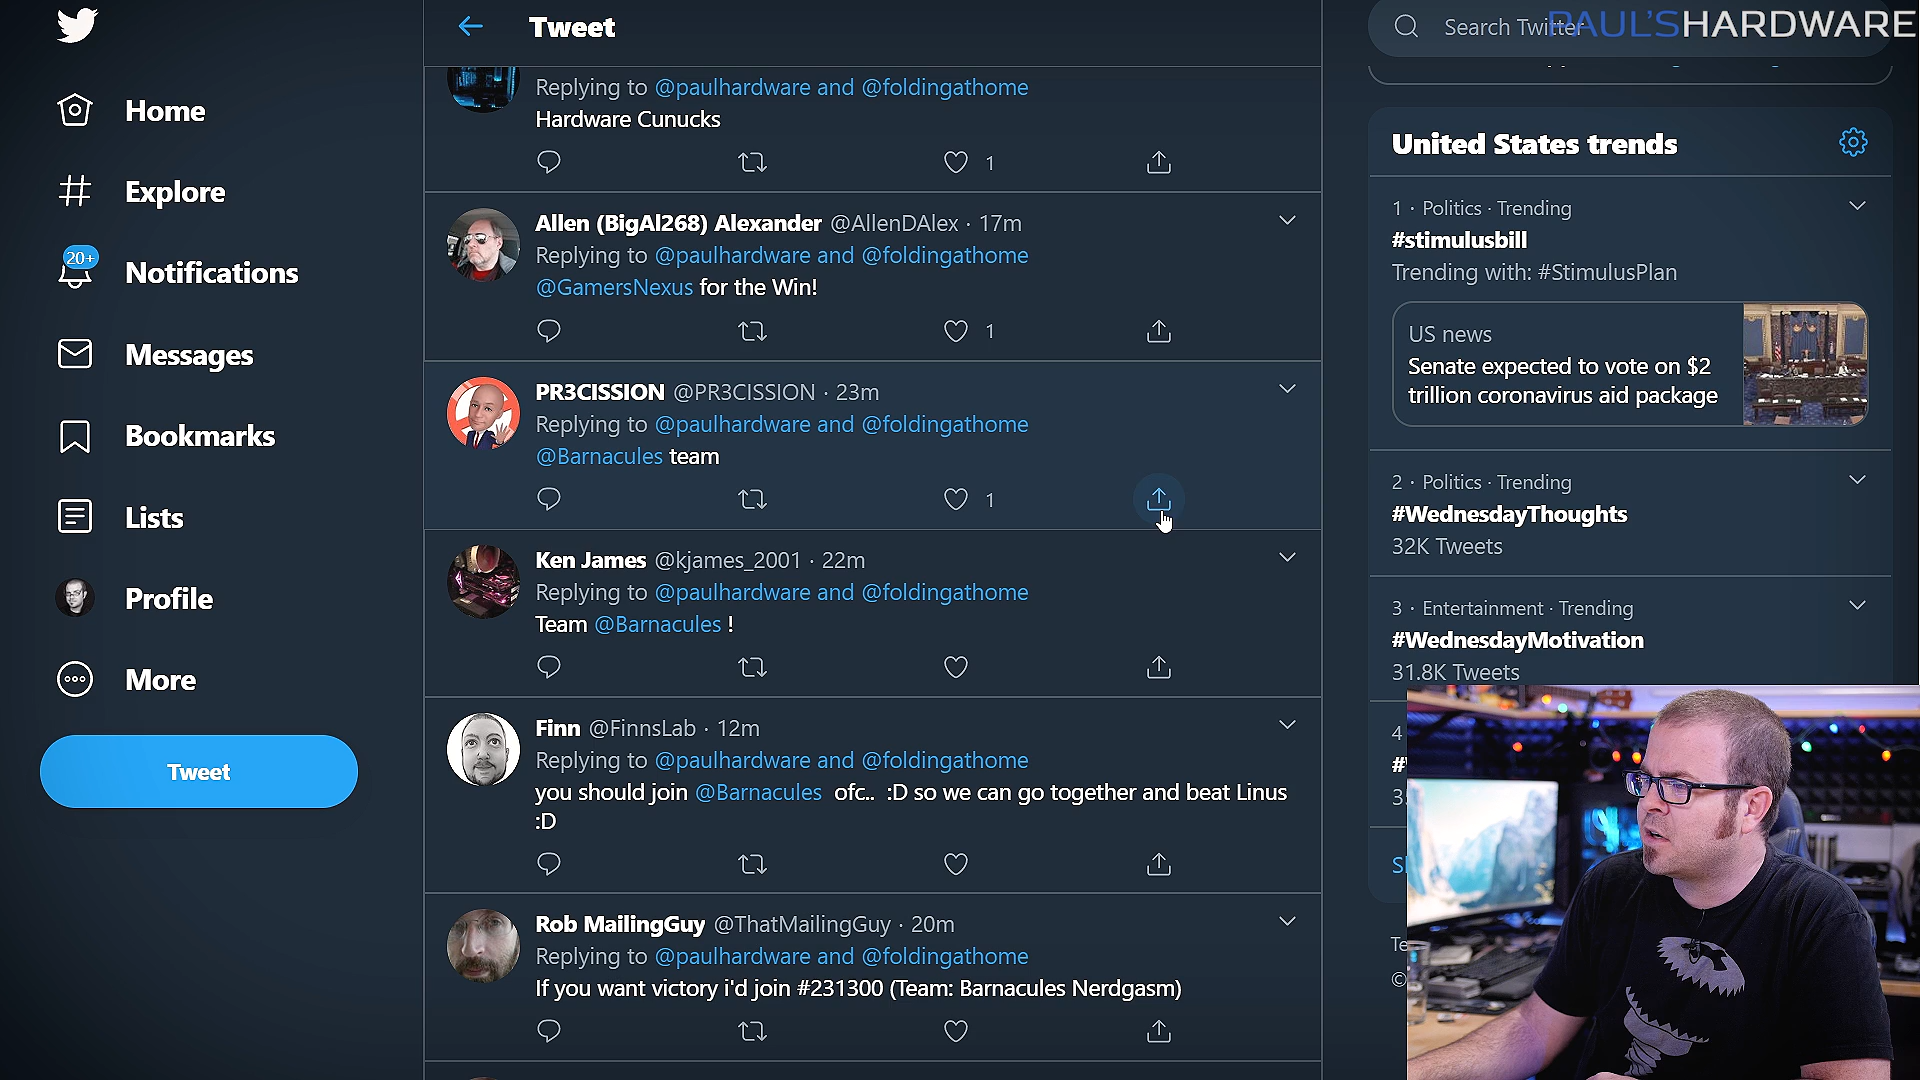 Home
Explore
20+
Notifications
Messages
Bookmarks
Lists
Profile
More
Tweet
Tweet
Replying to @paulhardware and @foldingathome
Hardware Cunucks
1
Allen (BigAl268) Alexander @AllenDAlex · 17m
Replying to @paulhardware and @foldingathome
@GamersNexus for the Win!
1
PR3CISSION @PR3CISSION · 23m
Replying to @paulhardware and @foldingathome
@Barnacules team
1
Ken James @kjames_2001 · 22m
Replying to @paulhardware and @foldingathome
Team @Barnacules !
Finn @FinnsLab · 12m
Replying to @paulhardware and @foldingathome
you should join @Barnacules ofc.. :D so we can go together and beat Linus
:D
Rob MailingGuy @ThatMailingGuy · 20m
Replying to @paulhardware and @foldingathome
If you want victory i'd join #231300 (Team: Barnacules Nerdgasm)
Search Twitter
PAUL'SHARDWARE
United States trends
1 · Politics · Trending
#stimulusbill
Trending with: #StimulusPlan
US news
Senate expected to vote on $2
trillion coronavirus aid package
2 · Politics · Trending
#WednesdayThoughts
32K Tweets
3 · Entertainment · Trending
#WednesdayMotivation
31.8K Tweets
4